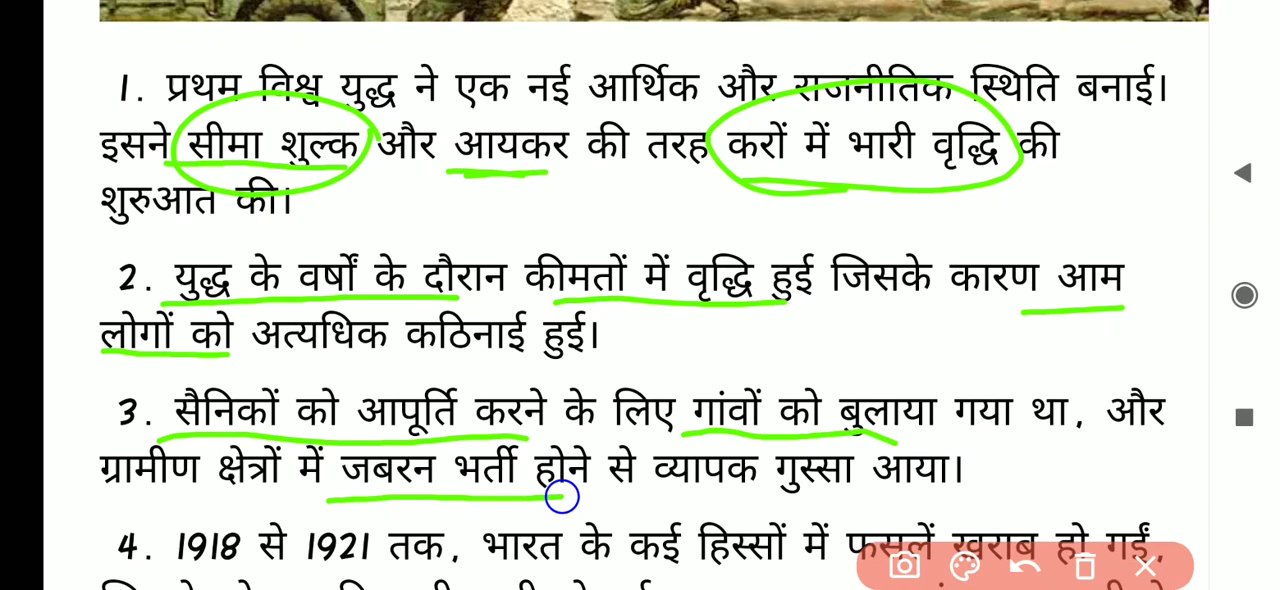 1. प्रथम विश्व युद्ध ने एक नई आर्थिक और राजनीतिक स्थिति बनाई।
इसने सीमा शुल्क और आयकर की तरह करों में भारी वृद्धि की
शुरुआत की।
2. युद्ध के वर्षों के दौरान कीमतों में वृद्धि हुई जिसके कारण आम
लोगों को अत्यधिक कठिनाई हुई।
3. सैनिकों को आपूर्ति करने के लिए गांवों को बुलाया गया था, और
ग्रामीण क्षेत्रों में जबरन भर्ती होने से व्यापक गुस्सा आया।
4. 1918 से 1921 तक, भारत के कई हिस्सों में फसलें खराब हो गईं,